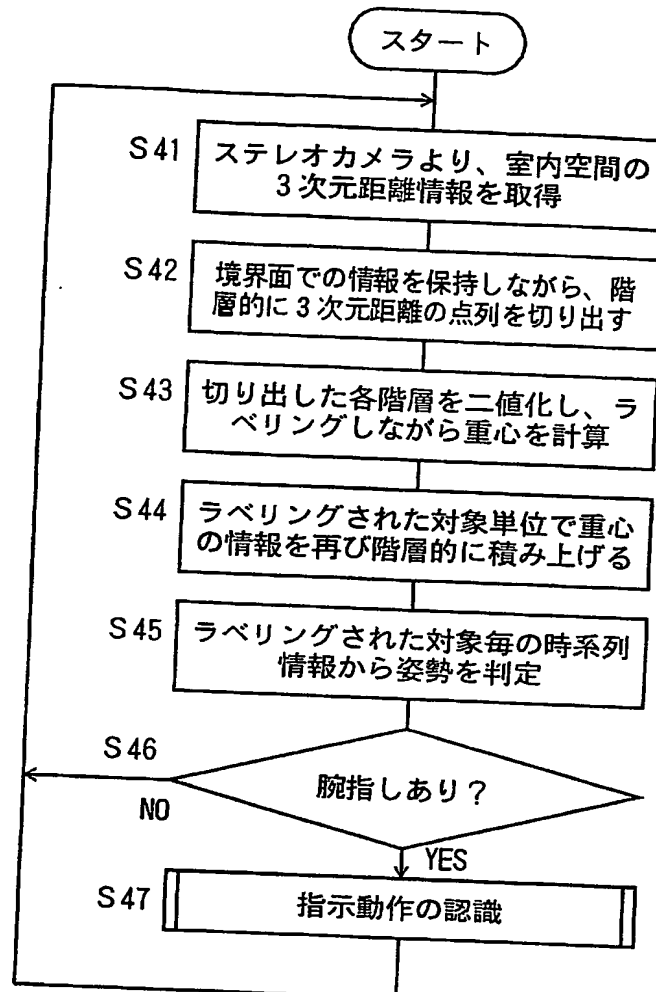 スタート
S41
ステレオカメラより、室内空間の
3次元距離情報を取得
S42
境界面での情報を保持しながら、階
層的に3次元距離の点列を切り出す
S43
切り出した各階層を二値化し、ラ
ベリングしながら重心を計算
S44
ラベリングされた対象単位で重心
の情報を再び階層的に積み上げる
S45
ラベリングされた対象毎の時系列
情報から姿勢を判定
S46
腕指しあり？
NO
YES
S47
指示動作の認識